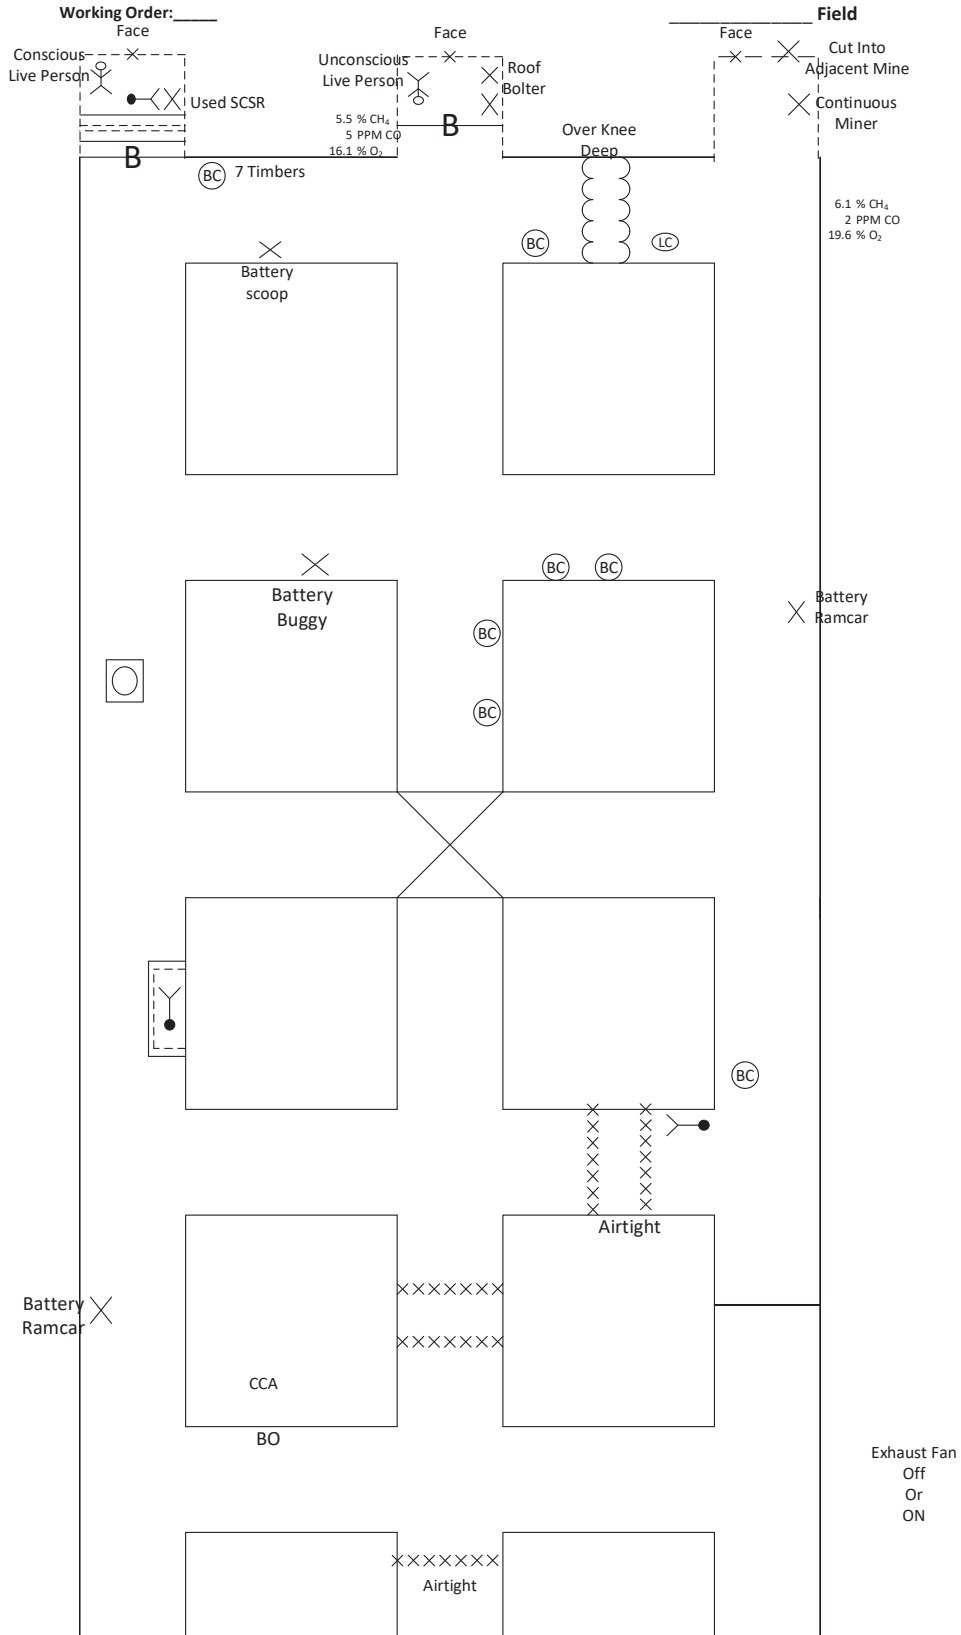 Working Order:_____
_______________ Field
Face
Face
Face
Conscious
Live Person
Unconscious
Live Person
Cut Into
Adjacent Mine
Roof
Bolter
Used SCSR
Continuous
Miner
5.5 % CH₄
5 PPM CO
16.1 % O₂
B
B
Over Knee
Deep
BC
7 Timbers
6.1 % CH₄
2 PPM CO
19.6 % O₂
BC
LC
Battery
scoop
BC
BC
Battery
Buggy
Battery
Ramcar
BC
BC
BC
Airtight
Battery
Ramcar
CCA
BO
Exhaust Fan
Off
Or
ON
Airtight